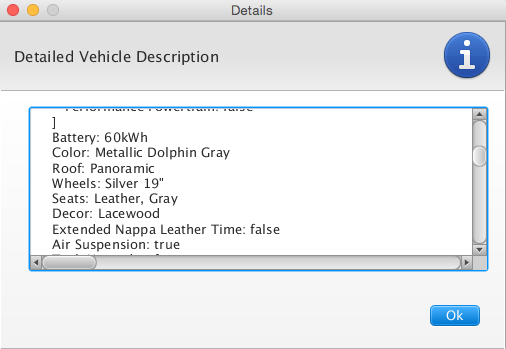 Details
Detailed Vehicle Description
Performance Powertrain: false
]
Battery: 60kWh
Color: Metallic Dolphin Gray
Roof: Panoramic
Wheels: Silver 19"
Seats: Leather, Gray
Decor: Lacewood
Extended Nappa Leather Time: false
Air Suspension: true
Ok